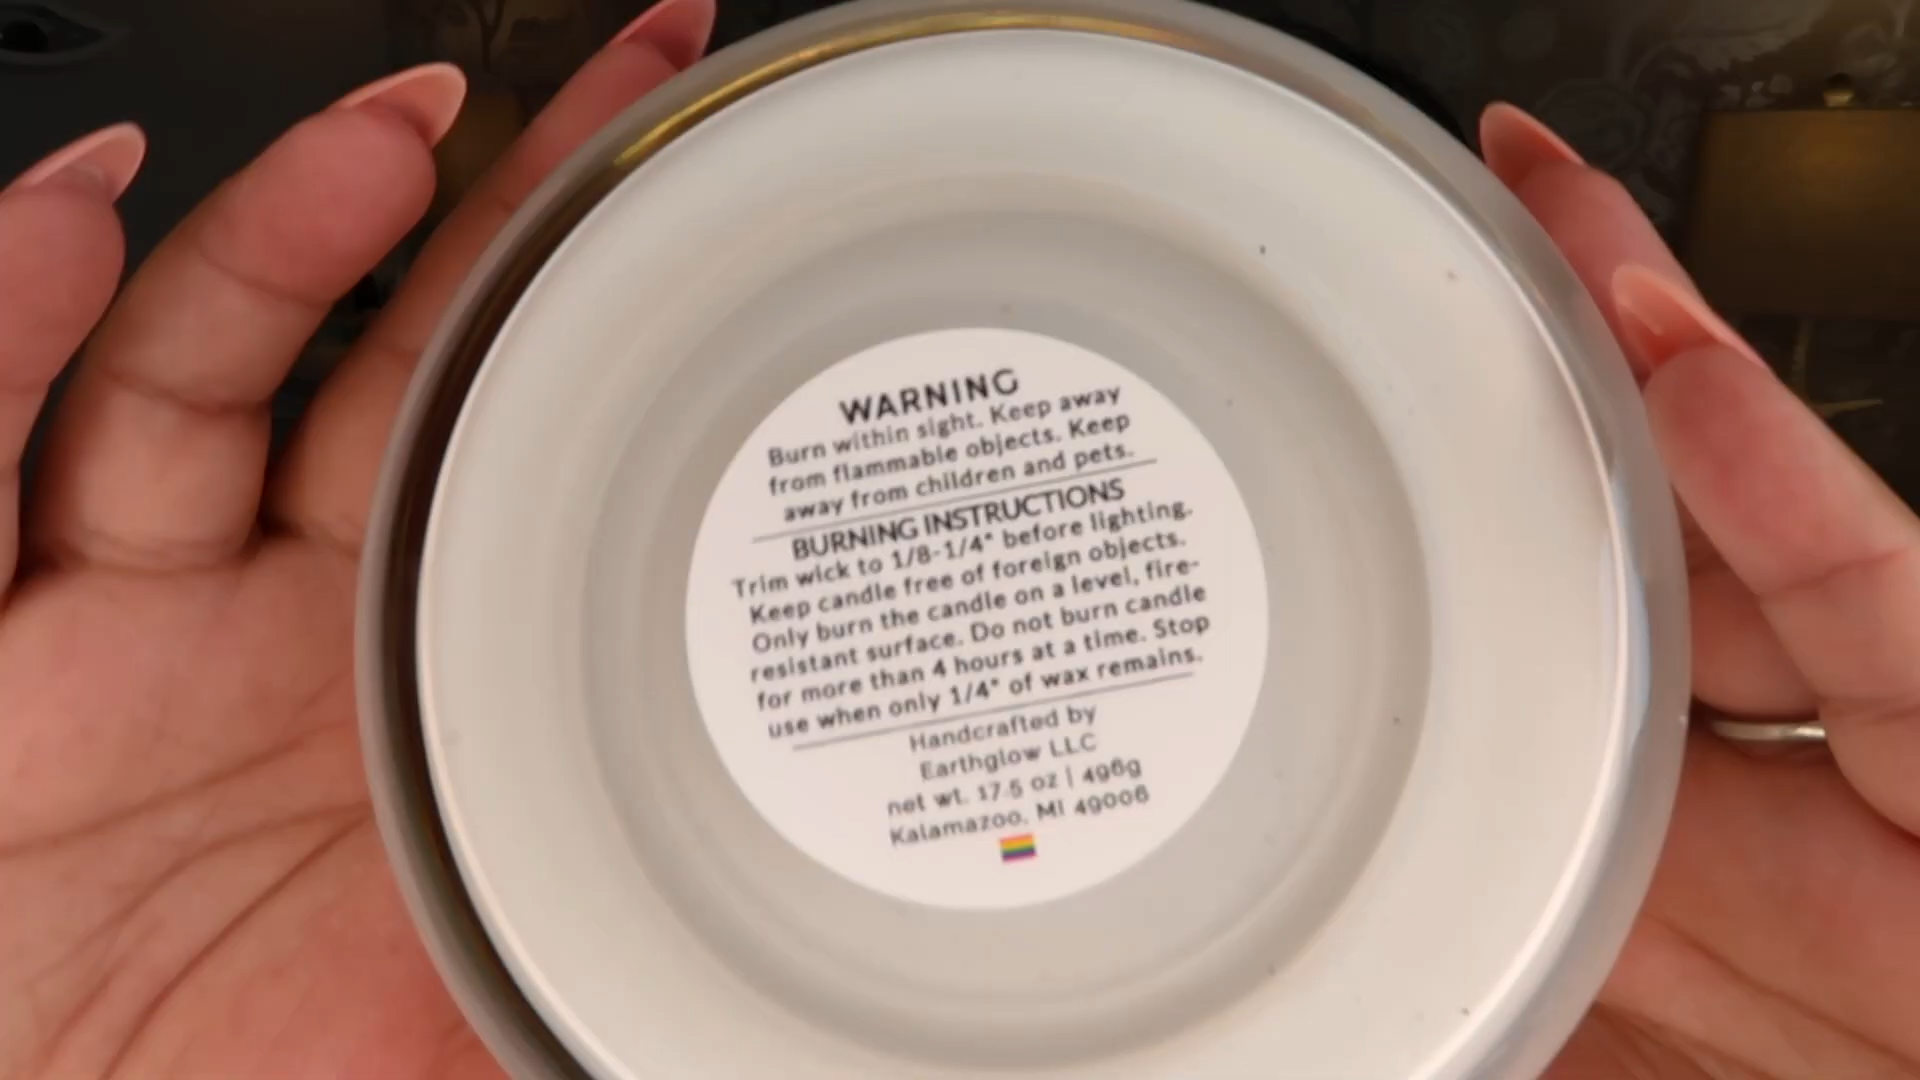 WARNING
Burn within sight. Keep away
from flammable objects. Keep
away from children and pets.
BURNING INSTRUCTIONS
Trim wick to 1/8-1/4" before lighting.
Keep candle free of foreign objects.
Only burn the candle on a level, fire-
resistant surface. Do not burn candle
for more than 4 hours at a time. Stop
use when only 1/4" of wax remains.
Handcrafted by
Earthglow LLC
net wt. 17.5 oz | 496g
Kalamazoo, MI 49006